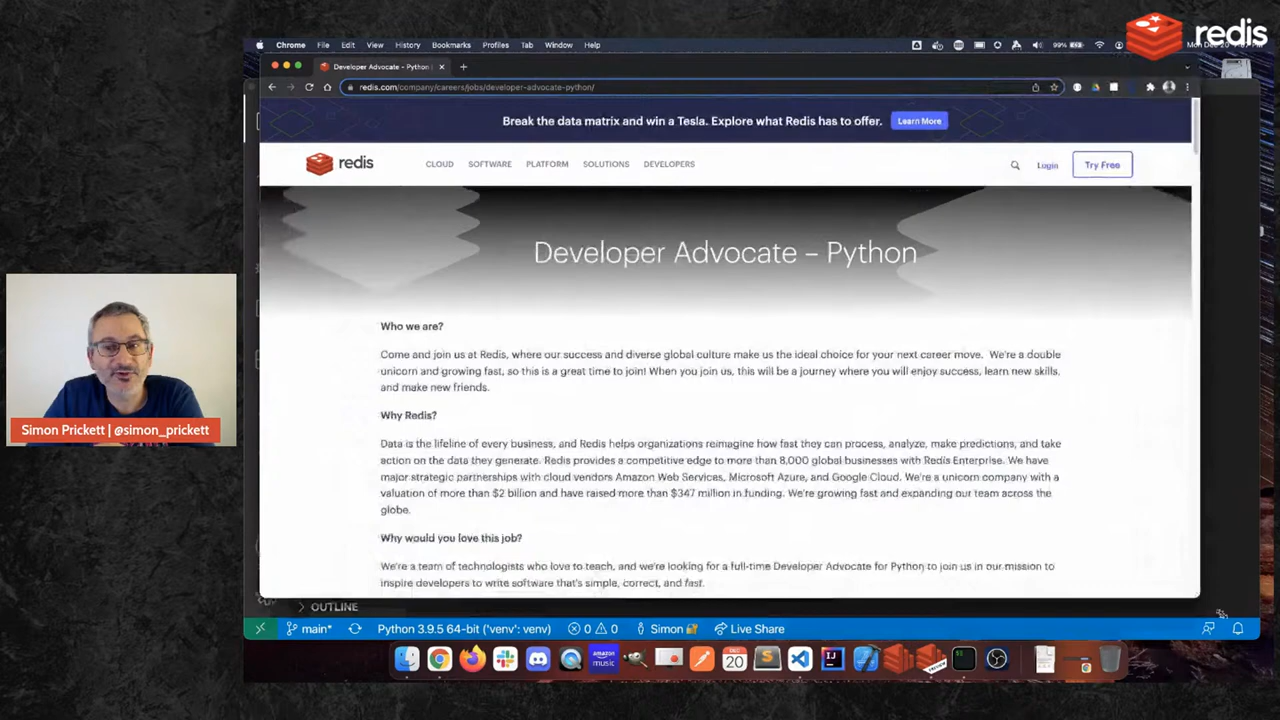 redis
Chrome File Edit View History Bookmarks Profiles Tab Window Help
99%
Mon Dec 20
Developer Advocate - Python
redis.com/company/careers/jobs/developer-advocate-python/
Break the data matrix and win a Tesla. Explore what Redis has to offer. Learn More
redis CLOUD SOFTWARE PLATFORM SOLUTIONS DEVELOPERS Login Try Free
Developer Advocate – Python
Who we are?
Come and join us at Redis, where our success and diverse global culture make us the ideal choice for your next career move. We're a double
unicorn and growing fast, so this is a great time to join! When you join us, this will be a journey where you will enjoy success, learn new skills,
and make new friends.
Why Redis?
Data is the lifeline of every business, and Redis helps organizations reimagine how fast they can process, analyze, make predictions, and take
action on the data they generate. Redis provides a competitive edge to more than 8,000 global businesses with Redis Enterprise. We have
major strategic partnerships with cloud vendors Amazon Web Services, Microsoft Azure, and Google Cloud. We're a unicorn company with a
valuation of more than $2 billion and have raised more than $347 million in funding. We're growing fast and expanding our team across the
globe.
Why would you love this job?
We're a team of technologists who love to teach, and we're looking for a full-time Developer Advocate for Python to join us in our mission to
inspire developers to write software that's simple, correct, and fast.
Simon Prickett | @simon_prickett
OUTLINE
main* Python 3.9.5 64-bit ('venv': venv) 0 0 Simon Live Share
amazon music
DEC
20
PREVIEW